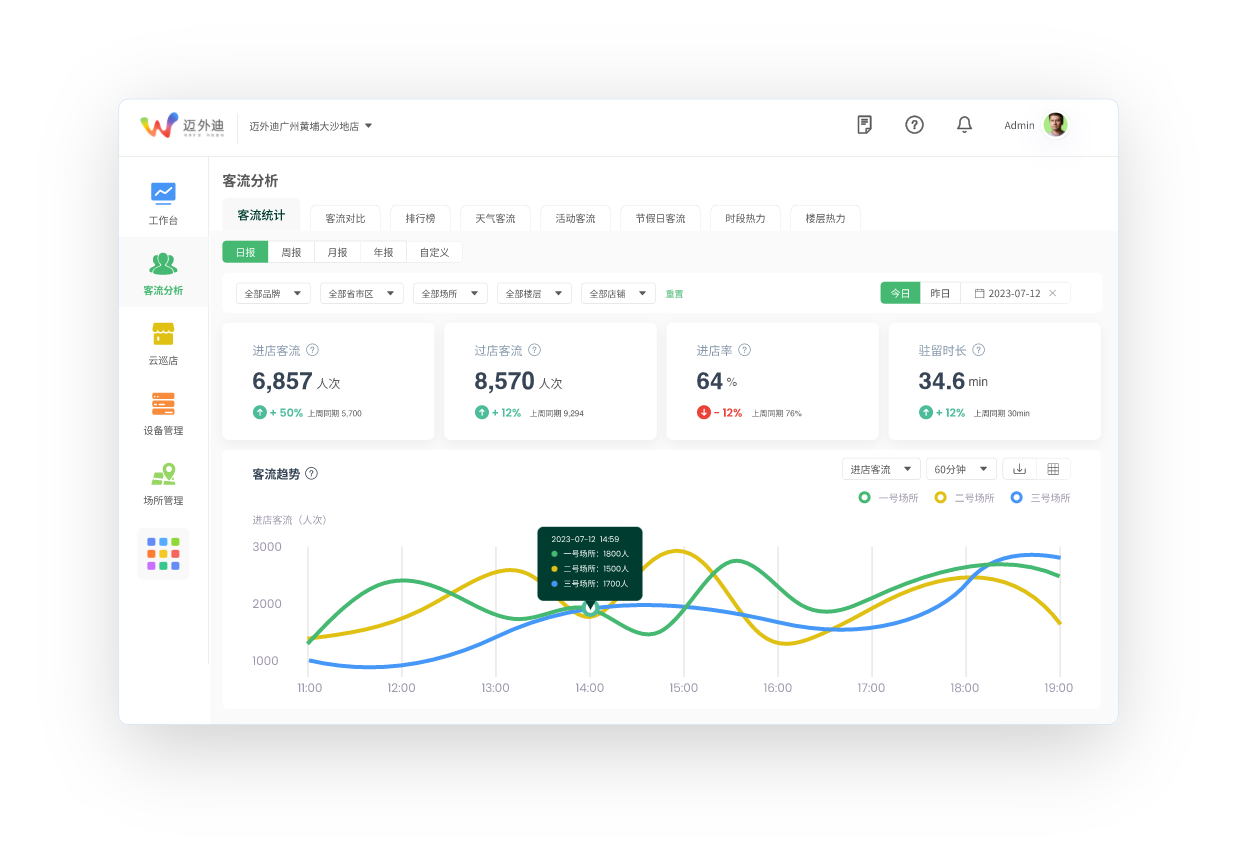 迈外迪
迈外迪广州黄埔大沙地店
Admin
工作台
客流分析
云巡店
设备管理
场所管理
客流分析
客流统计 客流对比 排行榜 天气客流 活动客流 节假日客流 时段热力 楼层热力
日报 周报 月报 年报 自定义
全部品牌 全部省市区 全部场所 全部楼层 全部店铺 重置 今日 昨日 2023-07-12 ×
进店客流 ?
6,857 人次
+ 50% 上周同期 5,700
过店客流 ?
8,570 人次
+ 12% 上周同期 9,294
进店率 ?
64 %
− 12% 上周同期 76%
驻留时长 ?
34.6 min
+ 12% 上周同期 30min
客流趋势 ?
进店客流 60分钟
一号场所 二号场所 三号场所
进店客流（人次）
3000
2000
1000
2023-07-12 14:59
一号场所：1800人
二号场所：1500人
三号场所：1700人
11:00 12:00 13:00 14:00 15:00 16:00 17:00 18:00 19:00